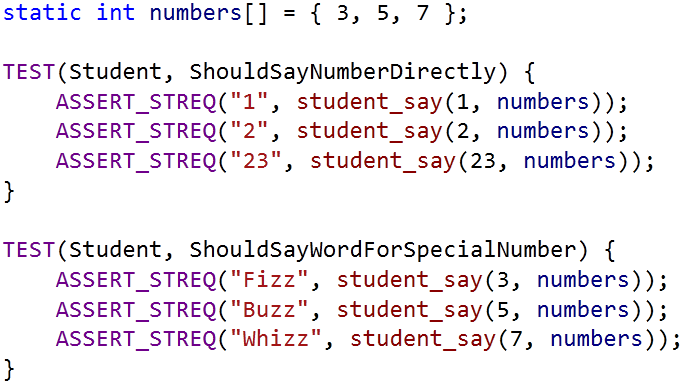 static int numbers[] = { 3, 5, 7 };
TEST(Student, ShouldSayNumberDirectly) {
    ASSERT_STREQ("1", student_say(1, numbers));
    ASSERT_STREQ("2", student_say(2, numbers));
    ASSERT_STREQ("23", student_say(23, numbers));
}
TEST(Student, ShouldSayWordForSpecialNumber) {
    ASSERT_STREQ("Fizz", student_say(3, numbers));
    ASSERT_STREQ("Buzz", student_say(5, numbers));
    ASSERT_STREQ("Whizz", student_say(7, numbers));
}